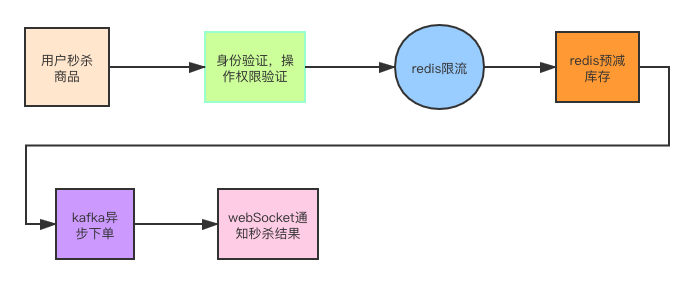 用户秒杀
商品
身份验证，操
作权限验证
redis限流
redis预减
库存
kafka异
步下单
webSocket通
知秒杀结果